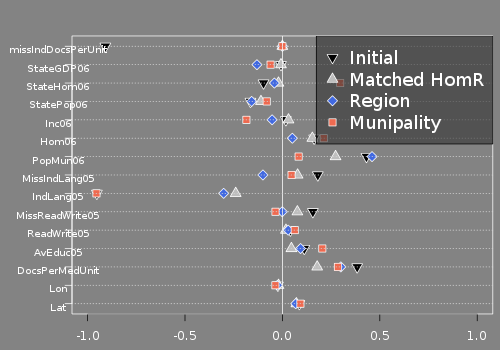 missIndDocsPerUnit
StateGDP06
StateHom06
StatePop06
Inc06
Hom06
PopMun06
MissIndLang05
IndLang05
MissReadWrite05
ReadWrite05
AvEduc05
DocsPerMedUnit
Lon
Lat
Initial
Matched HomR
Region
Munipality
-1.0 -0.5 0.0 0.5 1.0